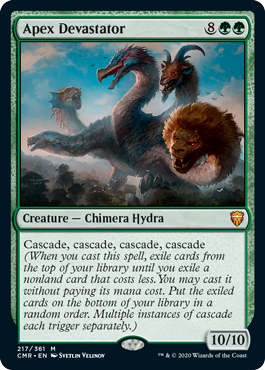 Apex Devastator 8
Creature — Chimera Hydra
Cascade, cascade, cascade, cascade
(When you cast this spell, exile cards from
the top of your library until you exile a
nonland card that costs less. You may cast it
without paying its mana cost. Put the exiled
cards on the bottom of your library in a
random order. Multiple instances of cascade
each trigger separately.)
10/10
217/361 M
CMR • EN SVETLIN VELINOV
™ & © 2020 Wizards of the Coast